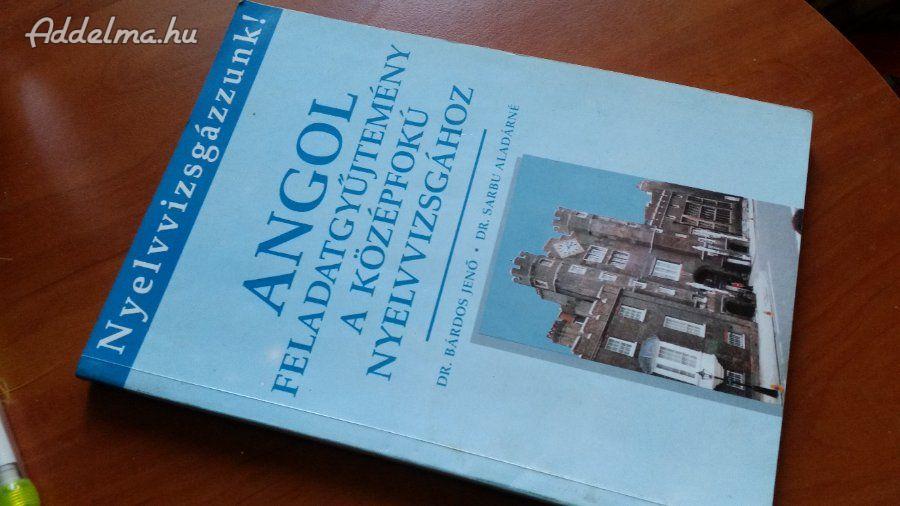 Addelma.hu
Nyelvvizsgázzunk!
ANGOL
FELADATGYŰJTEMÉNY
A KÖZÉPFOKÚ
NYELVVIZSGÁHOZ
DR. BÁRDOS JENŐ • DR. SARBU ALADÁRNÉ